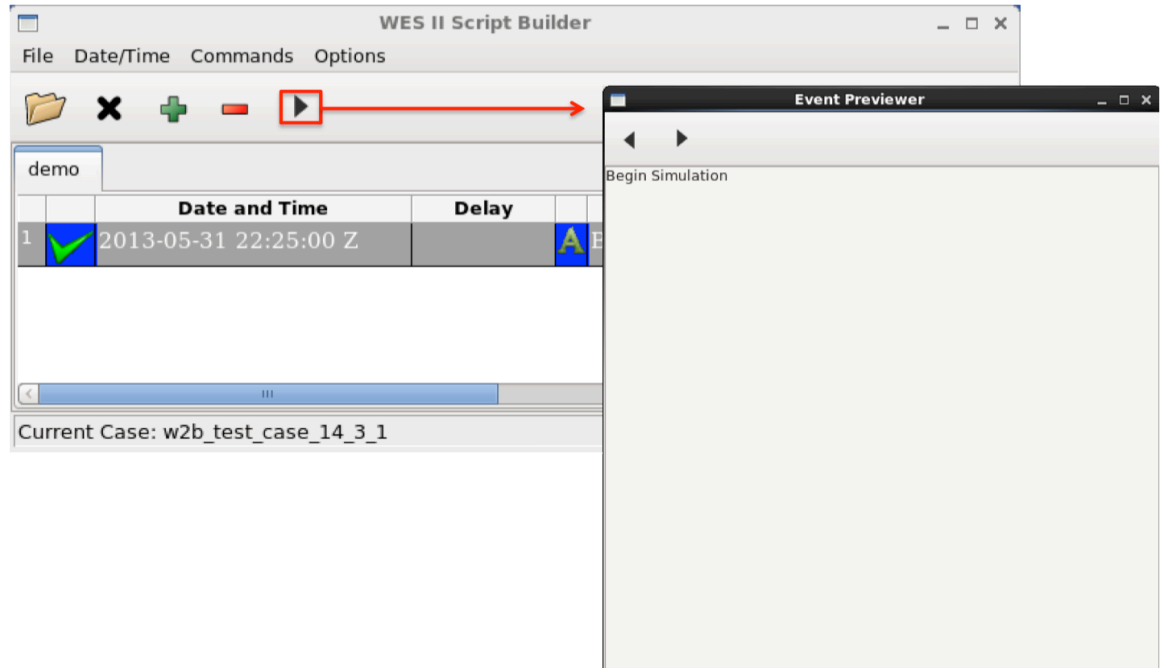 WES II Script Builder
File Date/Time Commands Options
Event Previewer
demo
Begin Simulation
Date and Time Delay
1 2013-05-31 22:25:00 Z A
Current Case: w2b_test_case_14_3_1